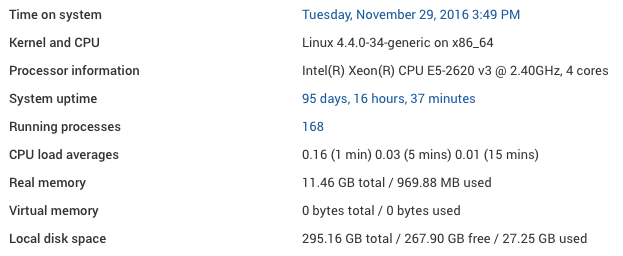 Time on system Tuesday, November 29, 2016 3:49 PM
Kernel and CPU Linux 4.4.0-34-generic on x86_64
Processor information Intel(R) Xeon(R) CPU E5-2620 v3 @ 2.40GHz, 4 cores
System uptime 95 days, 16 hours, 37 minutes
Running processes 168
CPU load averages 0.16 (1 min) 0.03 (5 mins) 0.01 (15 mins)
Real memory 11.46 GB total / 969.88 MB used
Virtual memory 0 bytes total / 0 bytes used
Local disk space 295.16 GB total / 267.90 GB free / 27.25 GB used